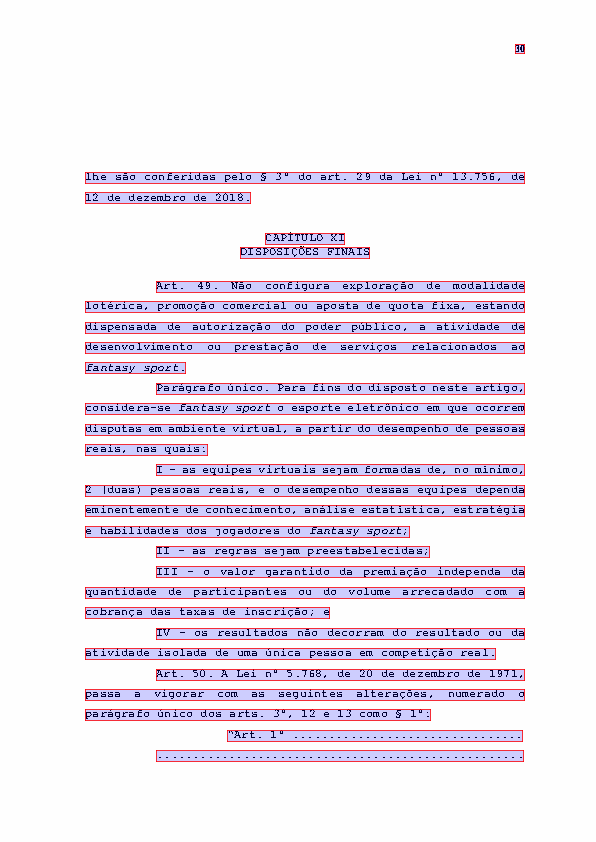 30
lhe são conferidas pelo § 3º do art. 29 da Lei nº 13.756, de
12 de dezembro de 2018.
CAPÍTULO XI
DISPOSIÇÕES FINAIS
Art. 49. Não configura exploração de modalidade
lotérica, promoção comercial ou aposta de quota fixa, estando
dispensada de autorização do poder público, a atividade de
desenvolvimento ou prestação de serviços relacionados ao
fantasy sport.
Parágrafo único. Para fins do disposto neste artigo,
considera-se fantasy sport o esporte eletrônico em que ocorrem
disputas em ambiente virtual, a partir do desempenho de pessoas
reais, nas quais:
I - as equipes virtuais sejam formadas de, no mínimo,
2 (duas) pessoas reais, e o desempenho dessas equipes dependa
eminentemente de conhecimento, análise estatística, estratégia
e habilidades dos jogadores do fantasy sport;
II - as regras sejam preestabelecidas;
III - o valor garantido da premiação independa da
quantidade de participantes ou do volume arrecadado com a
cobrança das taxas de inscrição; e
IV - os resultados não decorram do resultado ou da
atividade isolada de uma única pessoa em competição real.
Art. 50. A Lei nº 5.768, de 20 de dezembro de 1971,
passa a vigorar com as seguintes alterações, numerado o
parágrafo único dos arts. 3º, 12 e 13 como § 1º:
"Art. 1º ................................
...................................................